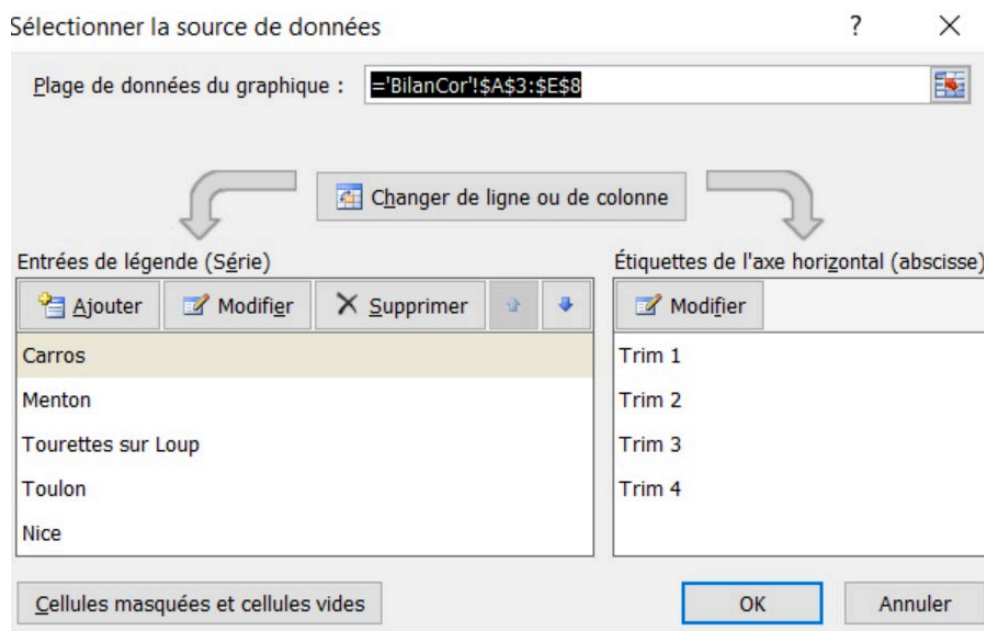 Sélectionner la source de données ?
Plage de données du graphique : ='BilanCor'!$A$3:$E$8
Changer de ligne ou de colonne
Entrées de légende (Série)
Étiquettes de l'axe horizontal (abscisse)
Ajouter Modifier Supprimer
Modifier
Carros
Menton
Tourettes sur Loup
Toulon
Nice
Trim 1
Trim 2
Trim 3
Trim 4
Cellules masquées et cellules vides
OK Annuler